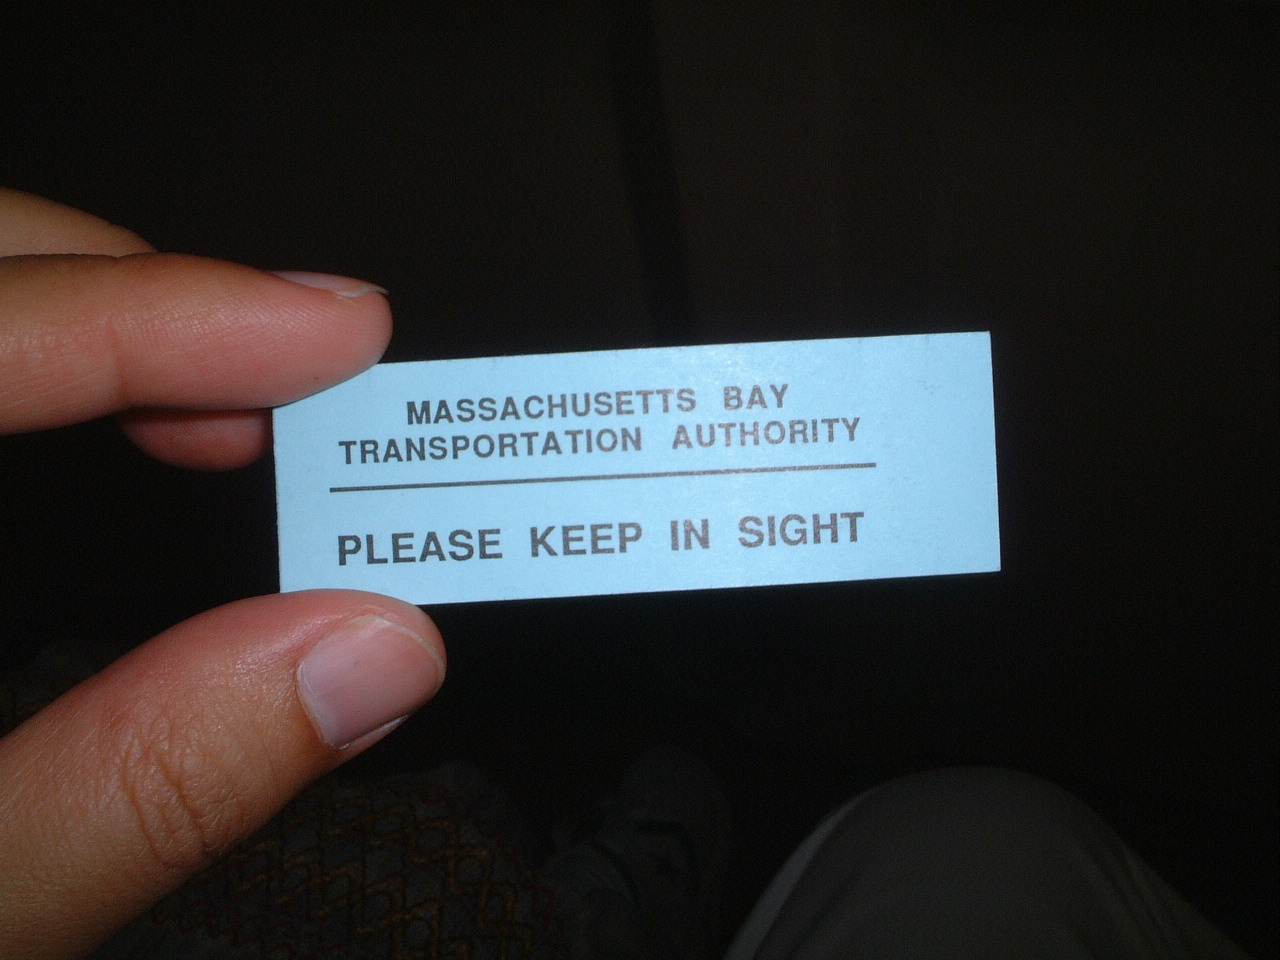 MASSACHUSETTS BAY
TRANSPORTATION AUTHORITY
PLEASE KEEP IN SIGHT